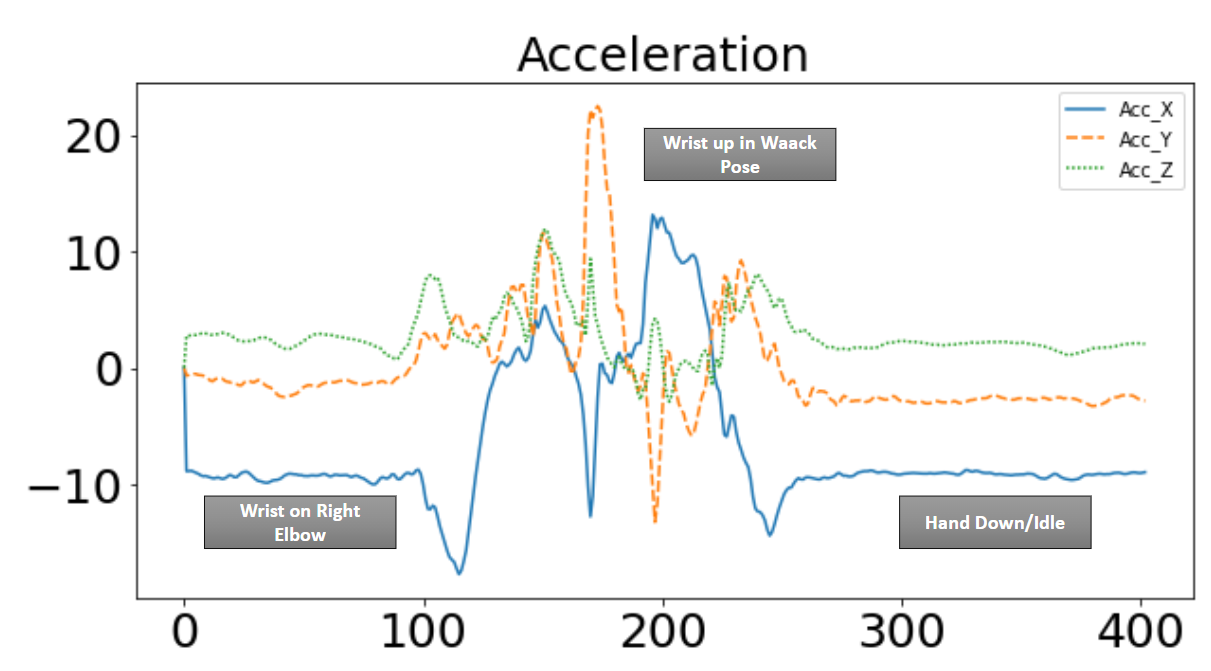 Acceleration
20
10
0
−10
Acc_X
Acc_Y
Acc_Z
Wrist up in Waack
Pose
Wrist on Right
Elbow
Hand Down/Idle
0 100 200 300 400